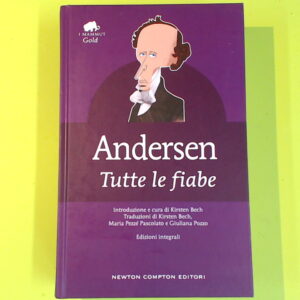 I MAMMUT
Gold
Andersen
Tutte le fiabe
Introduzione e cura di Kirsten Bech
Traduzioni di Kirsten Bech,
Maria Pezzé Pascolato e Giuliana Pozzo
Edizioni integrali
NEWTON COMPTON EDITORI